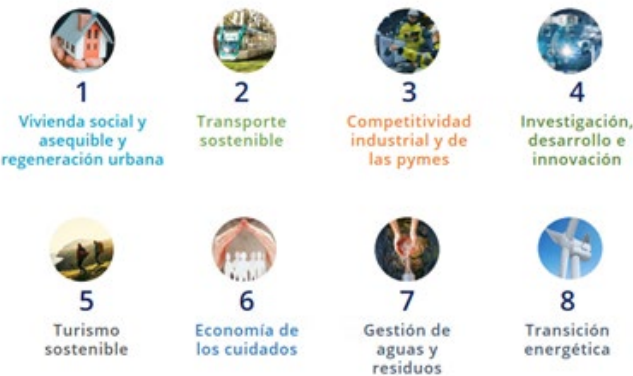 1
Vivienda social y
asequible y
regeneración urbana
2
Transporte
sostenible
3
Competitividad
industrial y de
las pymes
4
Investigación,
desarrollo e
innovación
5
Turismo
sostenible
6
Economía de
los cuidados
7
Gestión de
aguas y
residuos
8
Transición
energética